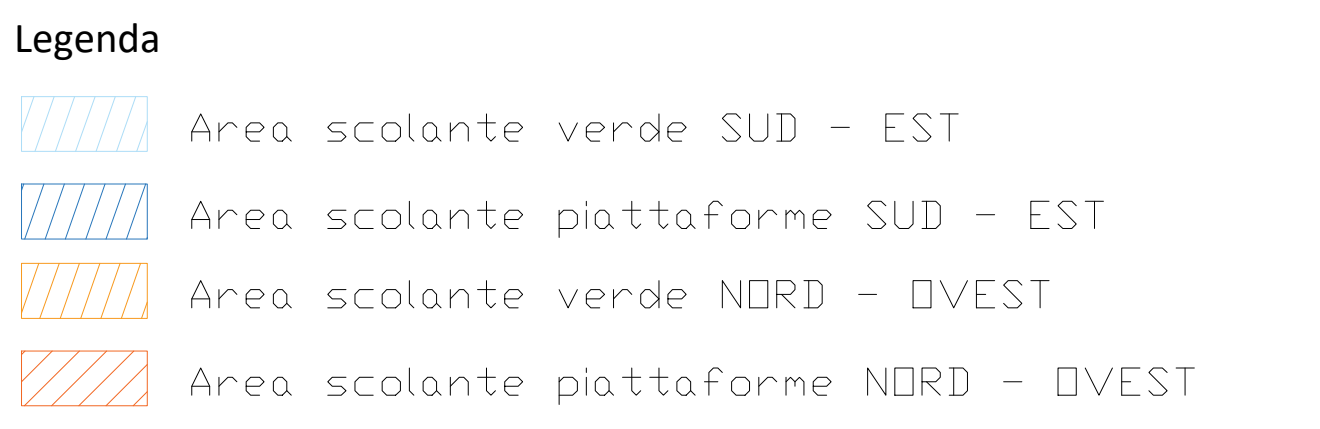 Legenda
Area scolante verde SUD - EST
Area scolante piattaforme SUD - EST
Area scolante verde NORD - OVEST
Area scolante piattaforme NORD - OVEST